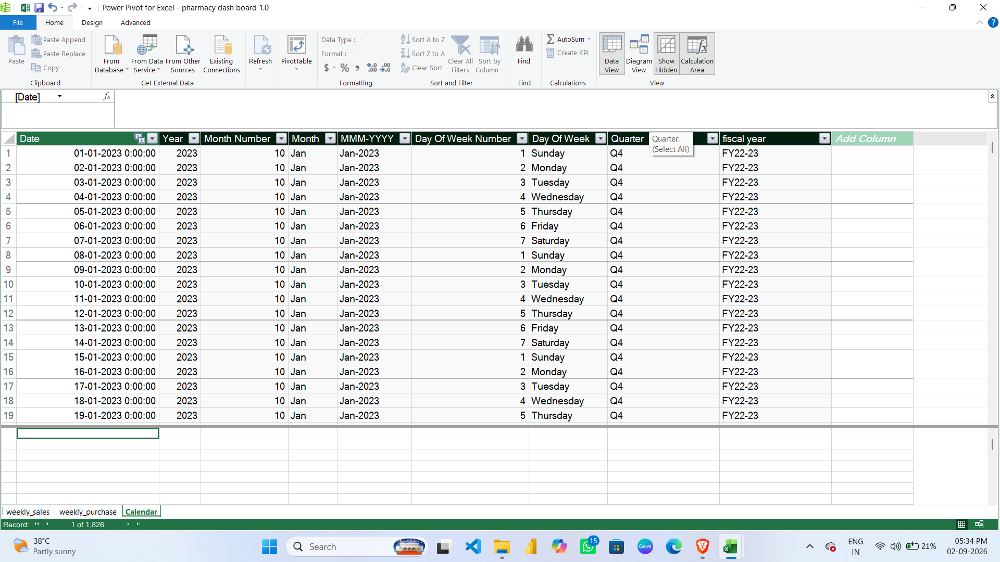 Power Pivot for Excel - pharmacy dash board 1.0
File Home Design Advanced
Paste
Paste Append
Paste Replace
Copy
Clipboard
From Database
From Data Service
From Other Sources
Existing Connections
Get External Data
Refresh
PivotTable
Data Type :
Format :
$ % ,
Formatting
Sort A to Z
Sort Z to A
Clear Sort
Clear All Filters
Sort by Column
Sort and Filter
Find
Find
AutoSum
Create KPI
Calculations
Data View
Diagram View
Show Hidden
Calculation Area
View
[Date] fx
Date Year Month Number Month MMM-YYYY Day Of Week Number Day Of Week Quarter fiscal year Add Column
Quarter:
(Select All)
1 01-01-2023 0:00:00 2023 10 Jan Jan-2023 1 Sunday Q4 FY22-23
2 02-01-2023 0:00:00 2023 10 Jan Jan-2023 2 Monday Q4 FY22-23
3 03-01-2023 0:00:00 2023 10 Jan Jan-2023 3 Tuesday Q4 FY22-23
4 04-01-2023 0:00:00 2023 10 Jan Jan-2023 4 Wednesday Q4 FY22-23
5 05-01-2023 0:00:00 2023 10 Jan Jan-2023 5 Thursday Q4 FY22-23
6 06-01-2023 0:00:00 2023 10 Jan Jan-2023 6 Friday Q4 FY22-23
7 07-01-2023 0:00:00 2023 10 Jan Jan-2023 7 Saturday Q4 FY22-23
8 08-01-2023 0:00:00 2023 10 Jan Jan-2023 1 Sunday Q4 FY22-23
9 09-01-2023 0:00:00 2023 10 Jan Jan-2023 2 Monday Q4 FY22-23
10 10-01-2023 0:00:00 2023 10 Jan Jan-2023 3 Tuesday Q4 FY22-23
11 11-01-2023 0:00:00 2023 10 Jan Jan-2023 4 Wednesday Q4 FY22-23
12 12-01-2023 0:00:00 2023 10 Jan Jan-2023 5 Thursday Q4 FY22-23
13 13-01-2023 0:00:00 2023 10 Jan Jan-2023 6 Friday Q4 FY22-23
14 14-01-2023 0:00:00 2023 10 Jan Jan-2023 7 Saturday Q4 FY22-23
15 15-01-2023 0:00:00 2023 10 Jan Jan-2023 1 Sunday Q4 FY22-23
16 16-01-2023 0:00:00 2023 10 Jan Jan-2023 2 Monday Q4 FY22-23
17 17-01-2023 0:00:00 2023 10 Jan Jan-2023 3 Tuesday Q4 FY22-23
18 18-01-2023 0:00:00 2023 10 Jan Jan-2023 4 Wednesday Q4 FY22-23
19 19-01-2023 0:00:00 2023 10 Jan Jan-2023 5 Thursday Q4 FY22-23
weekly_sales weekly_purchase Calendar
Record: 1 of 1,826
38°C
Partly sunny
Search
Canva
15
ENG
IN
21%
05:34 PM
02-09-2026